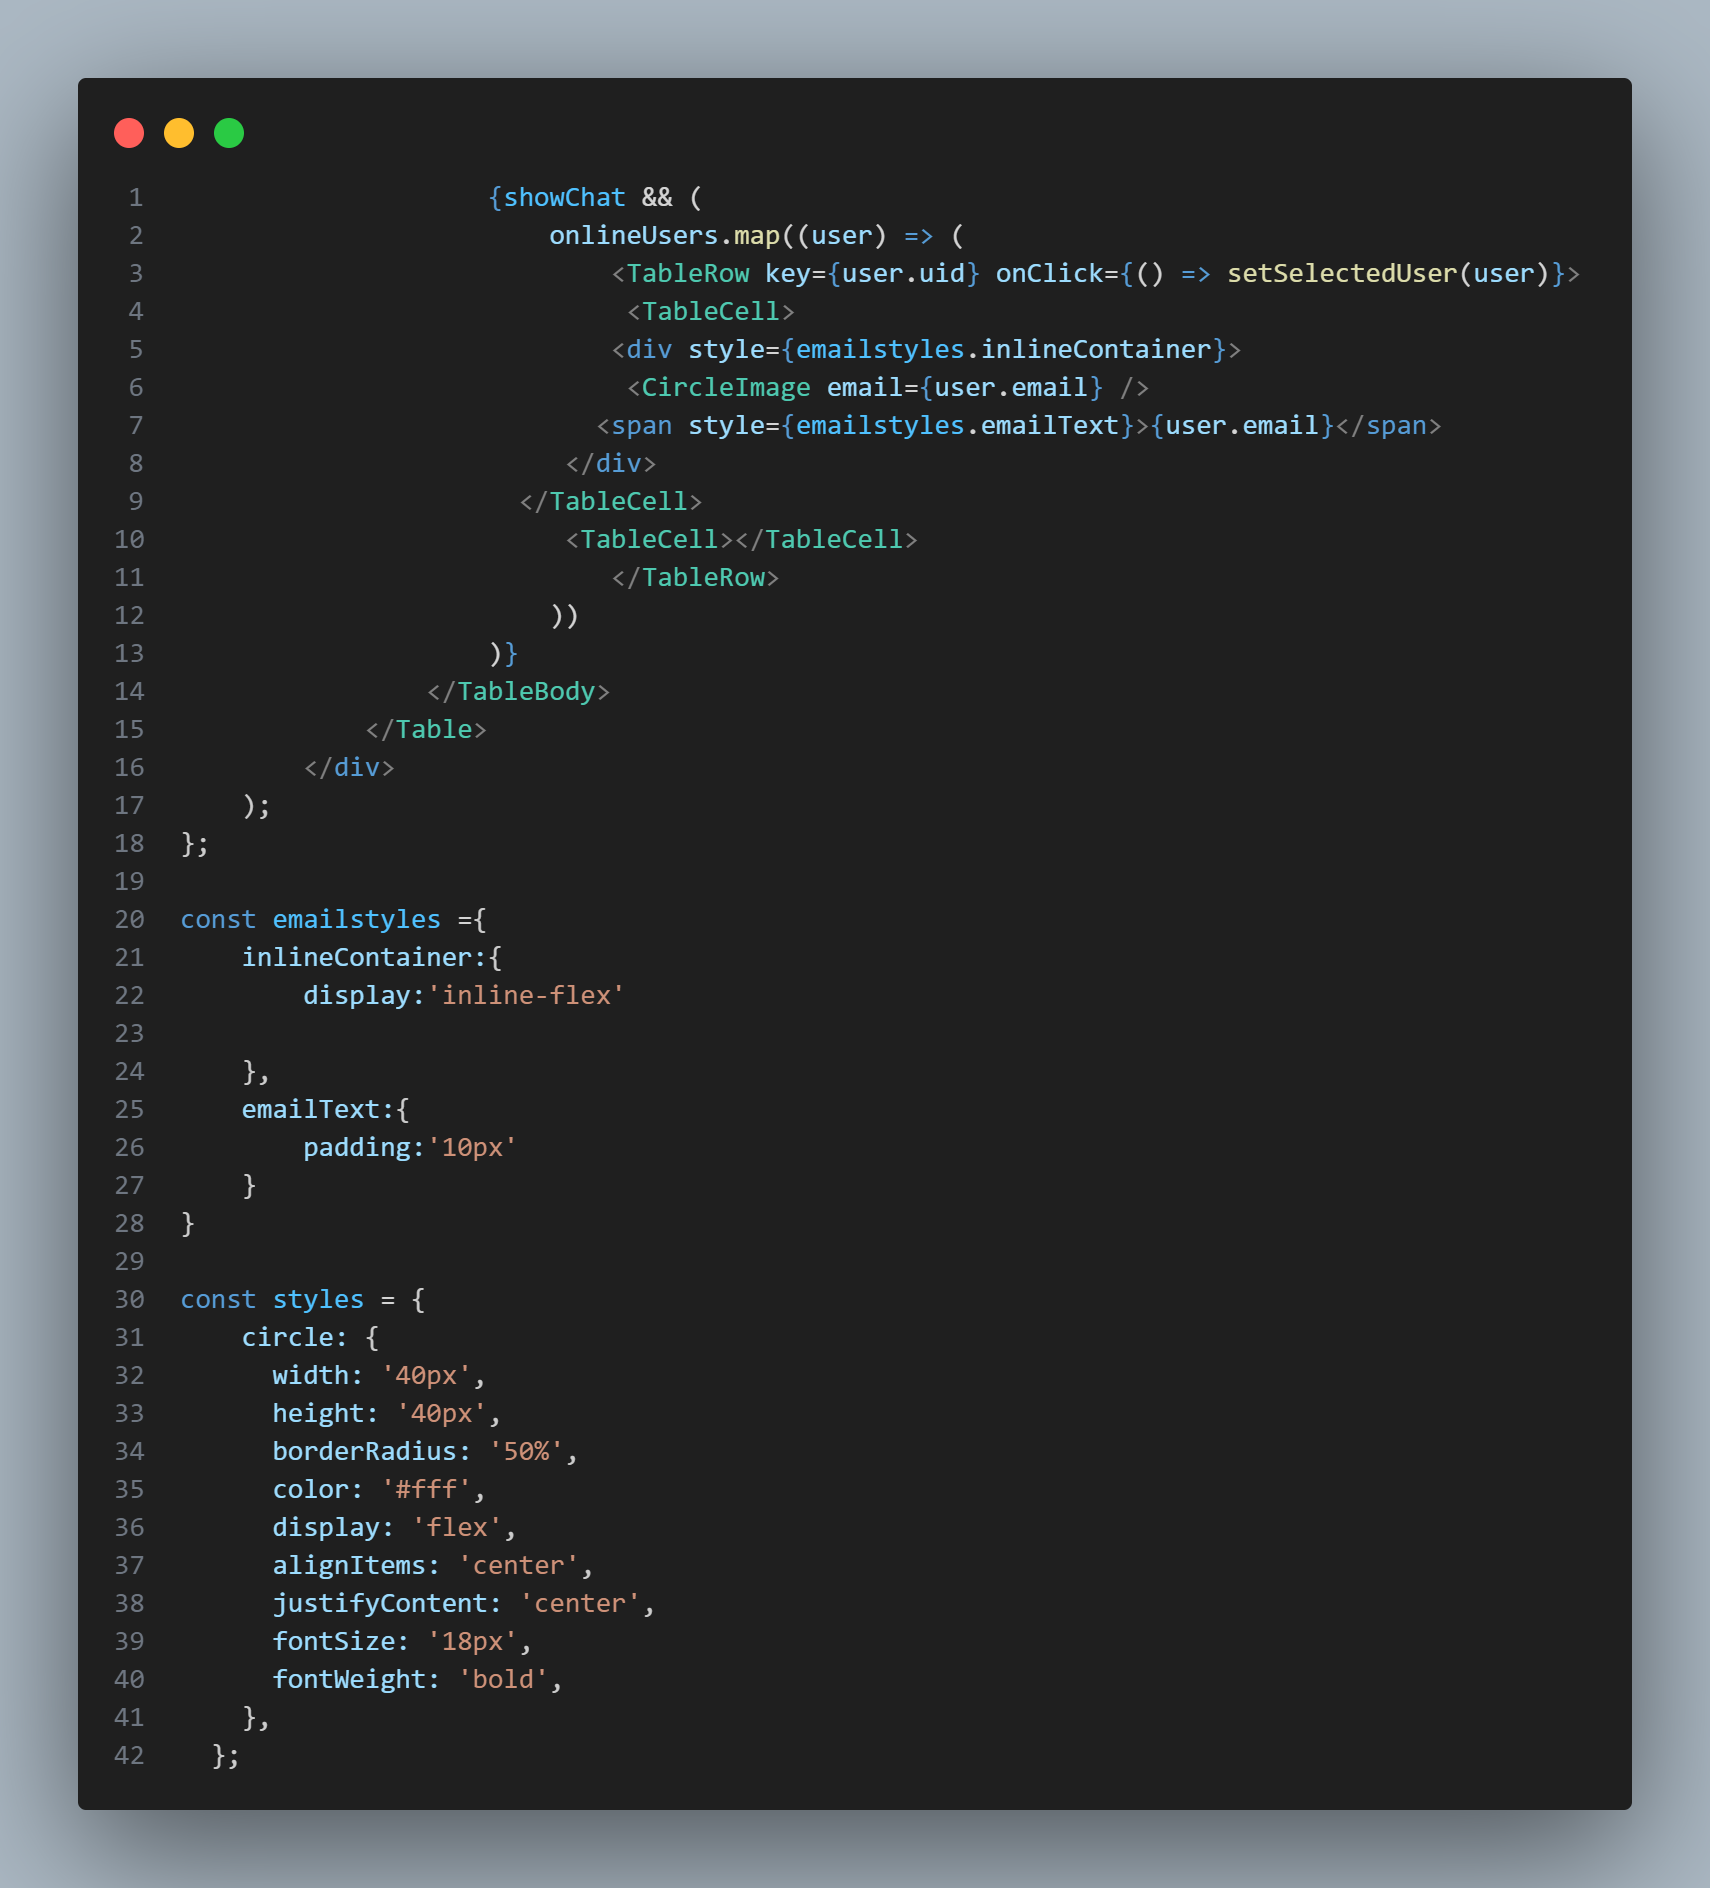 1                     {showChat && (
2                         onlineUsers.map((user) => (
3                             <TableRow key={user.uid} onClick={() => setSelectedUser(user)}>
4                              <TableCell>
5                             <div style={emailstyles.inlineContainer}>
6                              <CircleImage email={user.email} />
7                            <span style={emailstyles.emailText}>{user.email}</span>
8                          </div>
9                       </TableCell>
10                          <TableCell></TableCell>
11                             </TableRow>
12                         ))
13                     )}
14                 </TableBody>
15             </Table>
16         </div>
17     );
18 };
19
20 const emailstyles ={
21     inlineContainer:{
22         display:'inline-flex'
23
24     },
25     emailText:{
26         padding:'10px'
27     }
28 }
29
30 const styles = {
31     circle: {
32       width: '40px',
33       height: '40px',
34       borderRadius: '50%',
35       color: '#fff',
36       display: 'flex',
37       alignItems: 'center',
38       justifyContent: 'center',
39       fontSize: '18px',
40       fontWeight: 'bold',
41     },
42   };